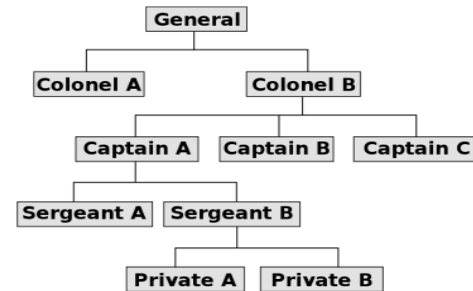 General
Colonel A
Colonel B
Captain A
Captain B
Captain C
Sergeant A
Sergeant B
Private A
Private B